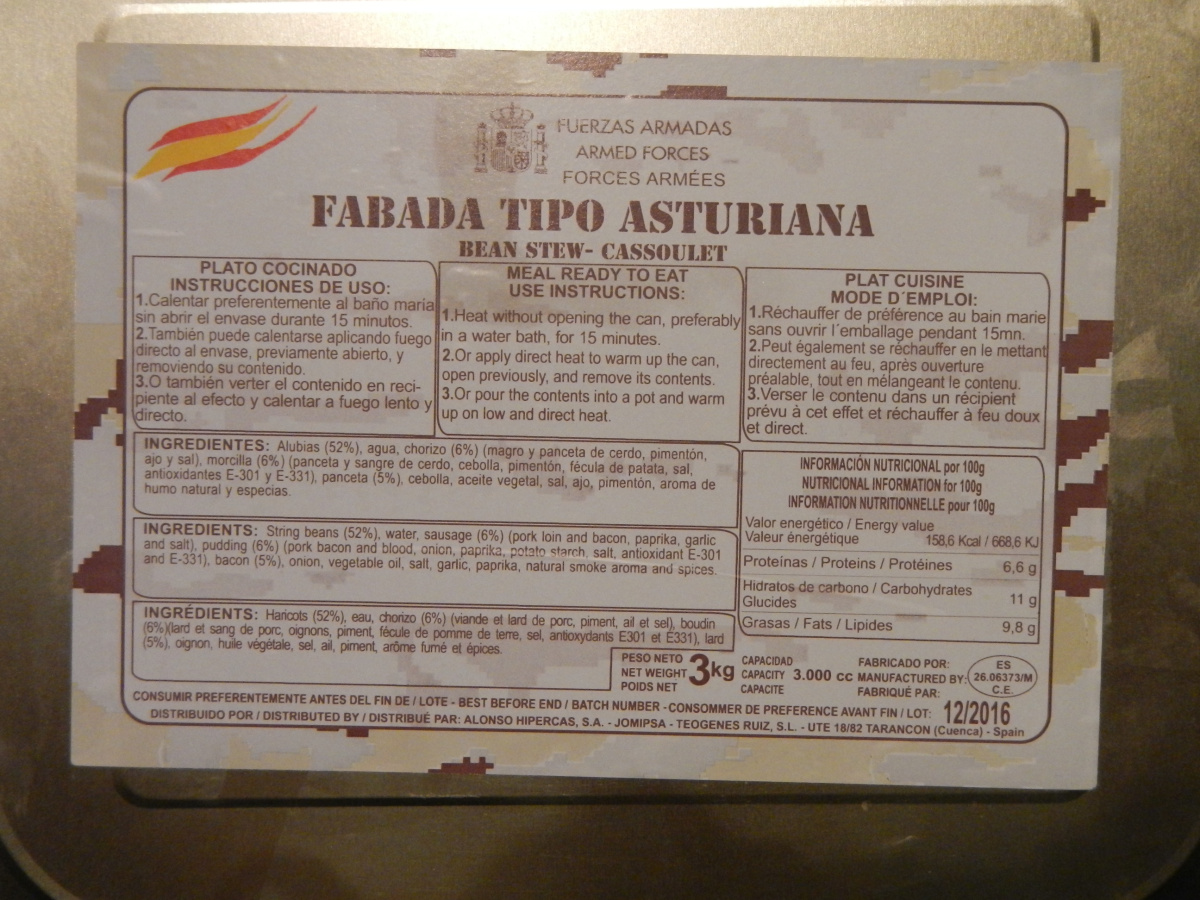 FUERZAS ARMADAS
ARMED FORCES
FORCES ARMÉES
FABADA TIPO ASTURIANA
BEAN STEW- CASSOULET
PLATO COCINADO
INSTRUCCIONES DE USO:
1.Calentar preferentemente al baño maría
sin abrir el envase durante 15 minutos.
2.También puede calentarse aplicando fuego
directo al envase, previamente abierto, y
removiendo su contenido.
3.O también verter el contenido en reci-
piente al efecto y calentar a fuego lento y
directo.
MEAL READY TO EAT
USE INSTRUCTIONS:
1.Heat without opening the can, preferably
in a water bath, for 15 minutes.
2.Or apply direct heat to warm up the can,
open previously, and remove its contents.
3.Or pour the contents into a pot and warm
up on low and direct heat.
PLAT CUISINE
MODE D´EMPLOI:
1.Réchauffer de préférence au bain marie
sans ouvrir l´emballage pendant 15mn.
2.Peut également se réchauffer en le mettant
directement au feu, après ouverture
préalable, tout en mélangeant le contenu.
3.Verser le contenu dans un récipient
prévu à cet effet et réchauffer à feu doux
et direct.
INGREDIENTES: Alubias (52%), agua, chorizo (6%) (magro y panceta de cerdo, pimentón,
ajo y sal), morcilla (6%) (panceta y sangre de cerdo, cebolla, pimentón, fécula de patata, sal,
antioxidantes E-301 y E-331), panceta (5%), cebolla, aceite vegetal, sal, ajo, pimentón, aroma de
humo natural y especias.
INGREDIENTS: String beans (52%), water, sausage (6%) (pork loin and bacon, paprika, garlic
and salt), pudding (6%) (pork bacon and blood, onion, paprika, potato starch, salt, antioxidant E-301
and E-331), bacon (5%), onion, vegetable oil, salt, garlic, paprika, natural smoke aroma and spices.
INGRÉDIENTS: Haricots (52%), eau, chorizo (6%) (viande et lard de porc, piment, ail et sel), boudin
(6%)(lard et sang de porc, oignons, piment, fécule de pomme de terre, sel, antioxydants E301 et E331), lard
(5%), oignon, huile végétale, sel, ail, piment, arôme fumé et épices.
INFORMACIÓN NUTRICIONAL por 100g
NUTRICIONAL INFORMATION for 100g
INFORMATION NUTRITIONNELLE pour 100g
Valor energético / Energy value
Valeur énergétique 158,6 Kcal / 668,6 KJ
Proteínas / Proteins / Protéines 6,6 g
Hidratos de carbono / Carbohydrates
Glucides 11 g
Grasas / Fats / Lipides 9,8 g
PESO NETO
NET WEIGHT 3kg
POIDS NET
CAPACIDAD
CAPACITY 3.000 cc
CAPACITE
FABRICADO POR:
MANUFACTURED BY:
FABRIQUÉ PAR:
ES
26.06373/M
C.E.
CONSUMIR PREFERENTEMENTE ANTES DEL FIN DE / LOTE - BEST BEFORE END / BATCH NUMBER -CONSOMMER DE PREFERENCE AVANT FIN / LOT: 12/2016
DISTRIBUIDO POR / DISTRIBUTED BY / DISTRIBUÉ PAR: ALONSO HIPERCAS, S.A. - JOMIPSA - TEOGENES RUIZ, S.L. - UTE 18/82 TARANCON (Cuenca) - Spain